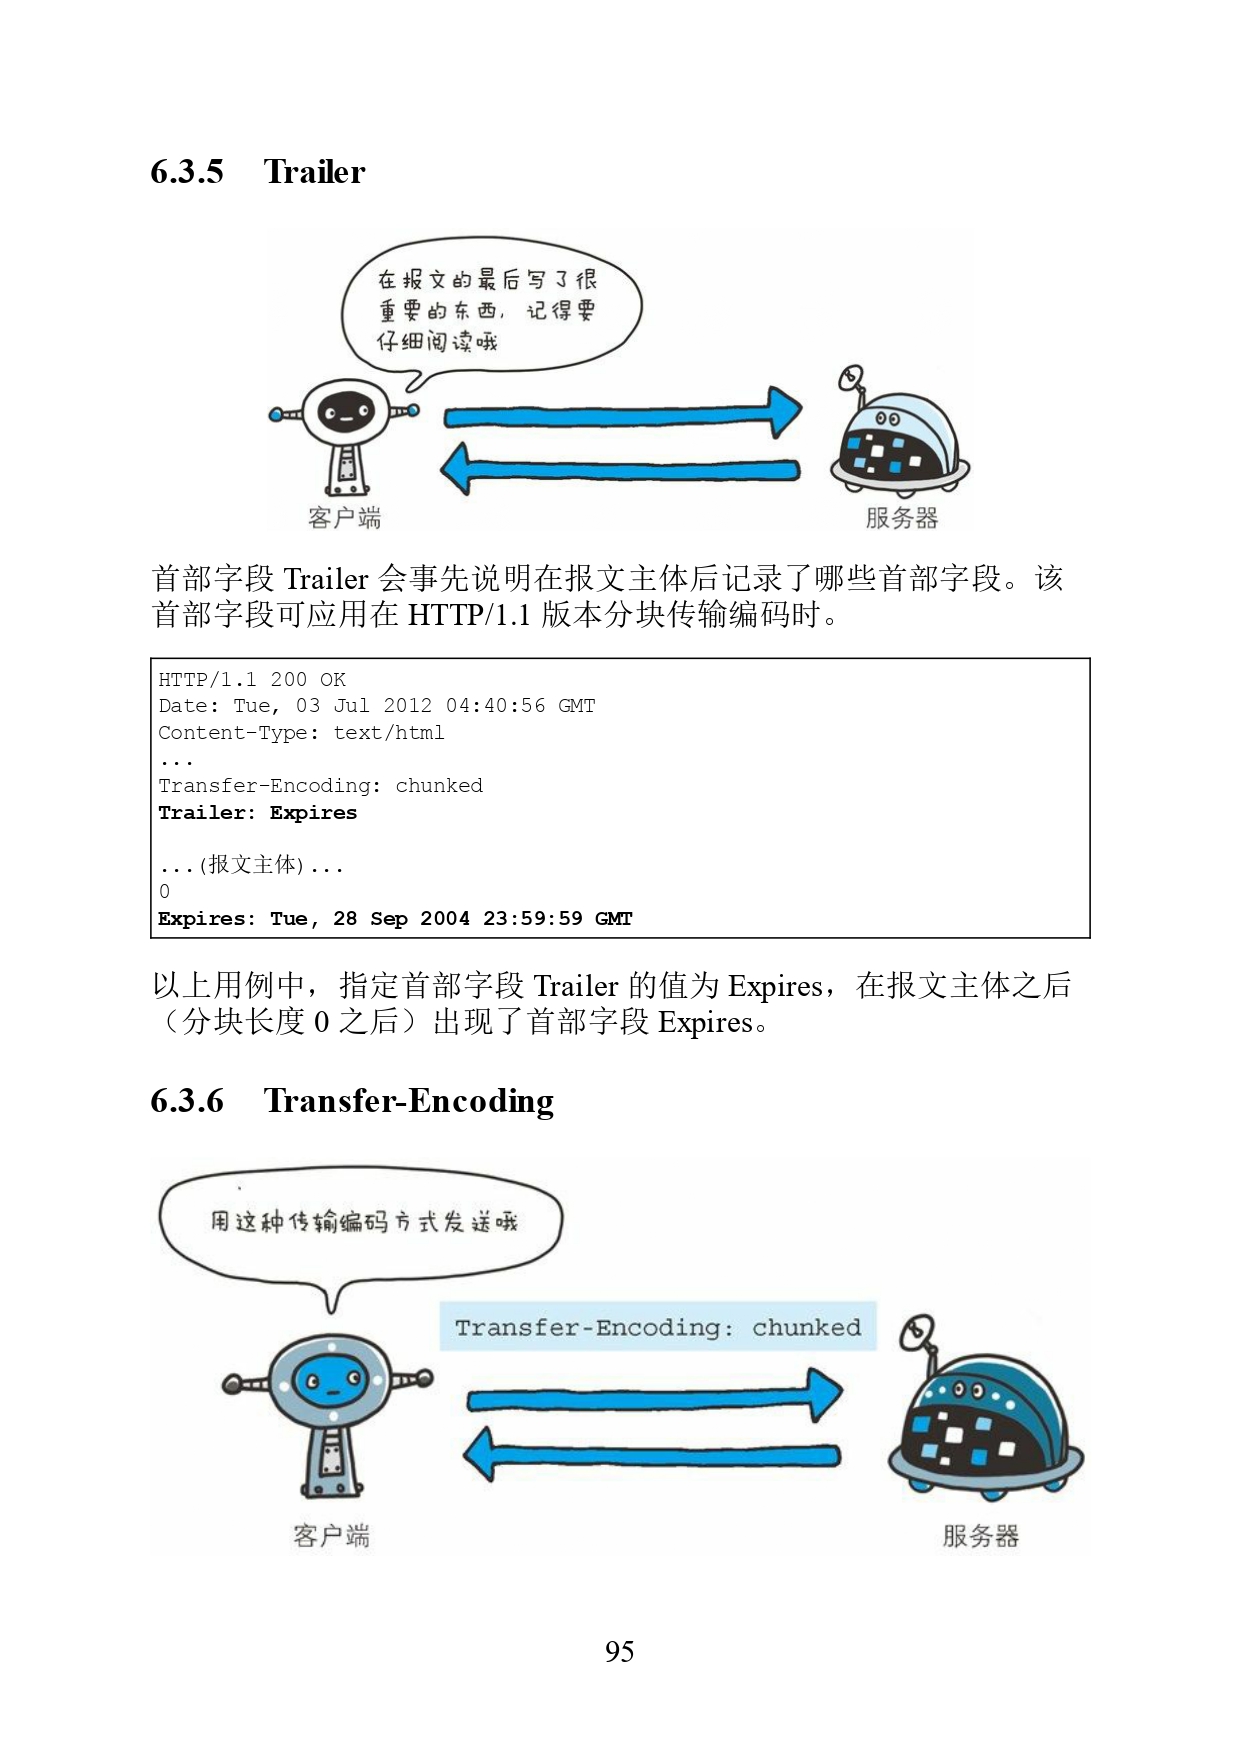 6.3.5 Trailer
在报文的最后写了很
重要的东西，记得要
仔细阅读哦
客户端
服务器
首部字段 Trailer 会事先说明在报文主体后记录了哪些首部字段。该
首部字段可应用在 HTTP/1.1 版本分块传输编码时。
HTTP/1.1 200 OK
Date: Tue, 03 Jul 2012 04:40:56 GMT
Content-Type: text/html
...
Transfer-Encoding: chunked
Trailer: Expires
...(报文主体)...
0
Expires: Tue, 28 Sep 2004 23:59:59 GMT
以上用例中，指定首部字段 Trailer 的值为 Expires，在报文主体之后
（分块长度 0 之后）出现了首部字段 Expires。
6.3.6 Transfer-Encoding
用这种传输编码方式发送哦
Transfer-Encoding: chunked
客户端
服务器
95